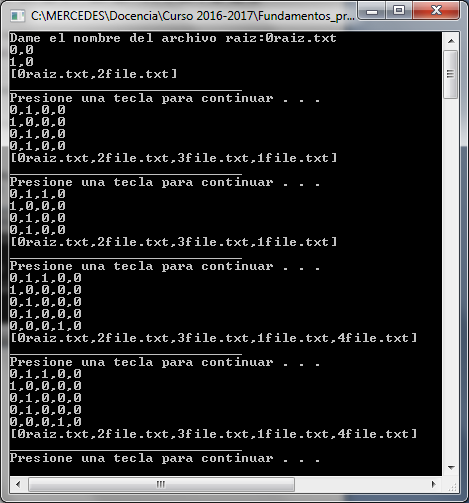 C:\MERCEDES\Docencia\Curso 2016-2017\Fundamentos_pr...
Dame el nombre del archivo raiz:0raiz.txt
0,0
1,0
[0raiz.txt,2file.txt]
_____________________________
Presione una tecla para continuar . . .
0,1,0,0
1,0,0,0
0,1,0,0
0,1,0,0
[0raiz.txt,2file.txt,3file.txt,1file.txt]
_____________________________
Presione una tecla para continuar . . .
0,1,1,0
1,0,0,0
0,1,0,0
0,1,0,0
[0raiz.txt,2file.txt,3file.txt,1file.txt]
_____________________________
Presione una tecla para continuar . . .
0,1,1,0,0
1,0,0,0,0
0,1,0,0,0
0,1,0,0,0
0,0,0,1,0
[0raiz.txt,2file.txt,3file.txt,1file.txt,4file.txt]
_____________________________
Presione una tecla para continuar . . .
0,1,1,0,0
1,0,0,0,0
0,1,0,0,0
0,1,0,0,0
0,0,0,1,0
[0raiz.txt,2file.txt,3file.txt,1file.txt,4file.txt]
_____________________________
Presione una tecla para continuar . . .